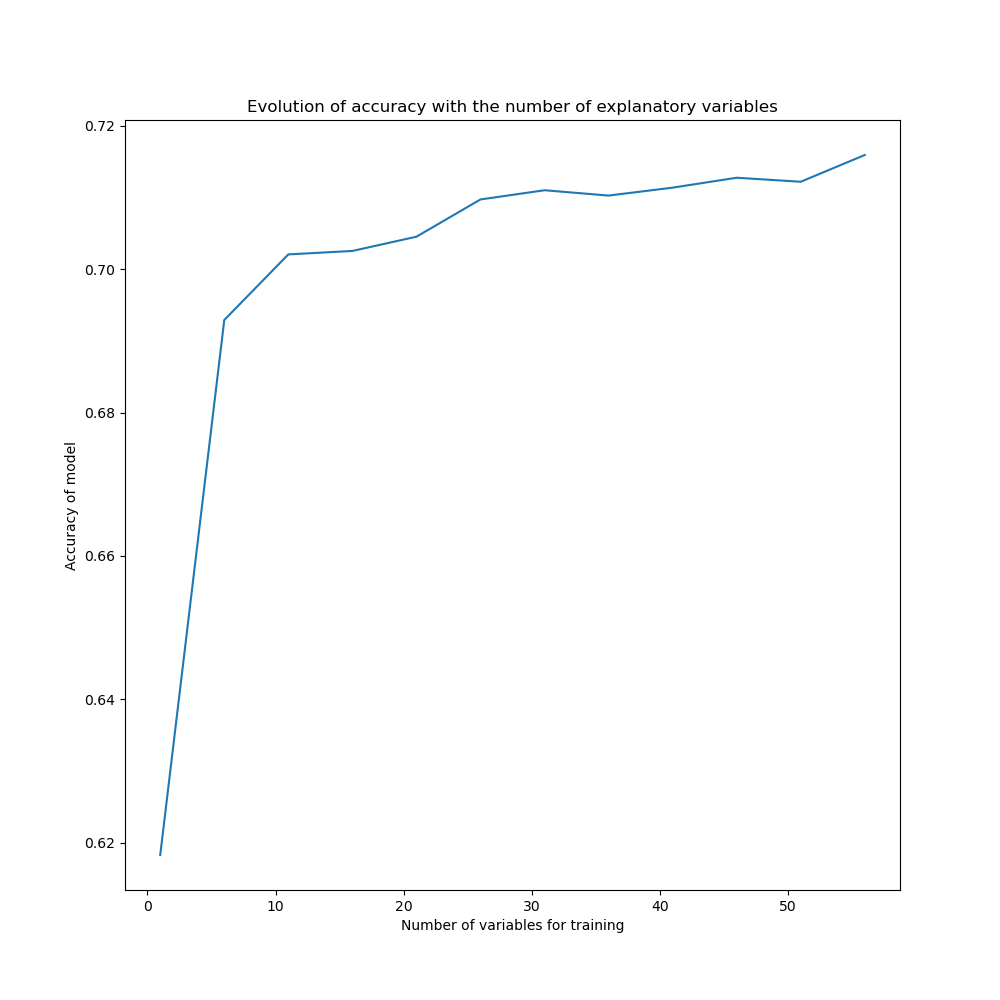 Evolution of accuracy with the number of explanatory variables
0.72
0.70
0.68
0.66
0.64
0.62
Accuracy of model
0 10 20 30 40 50
Number of variables for training